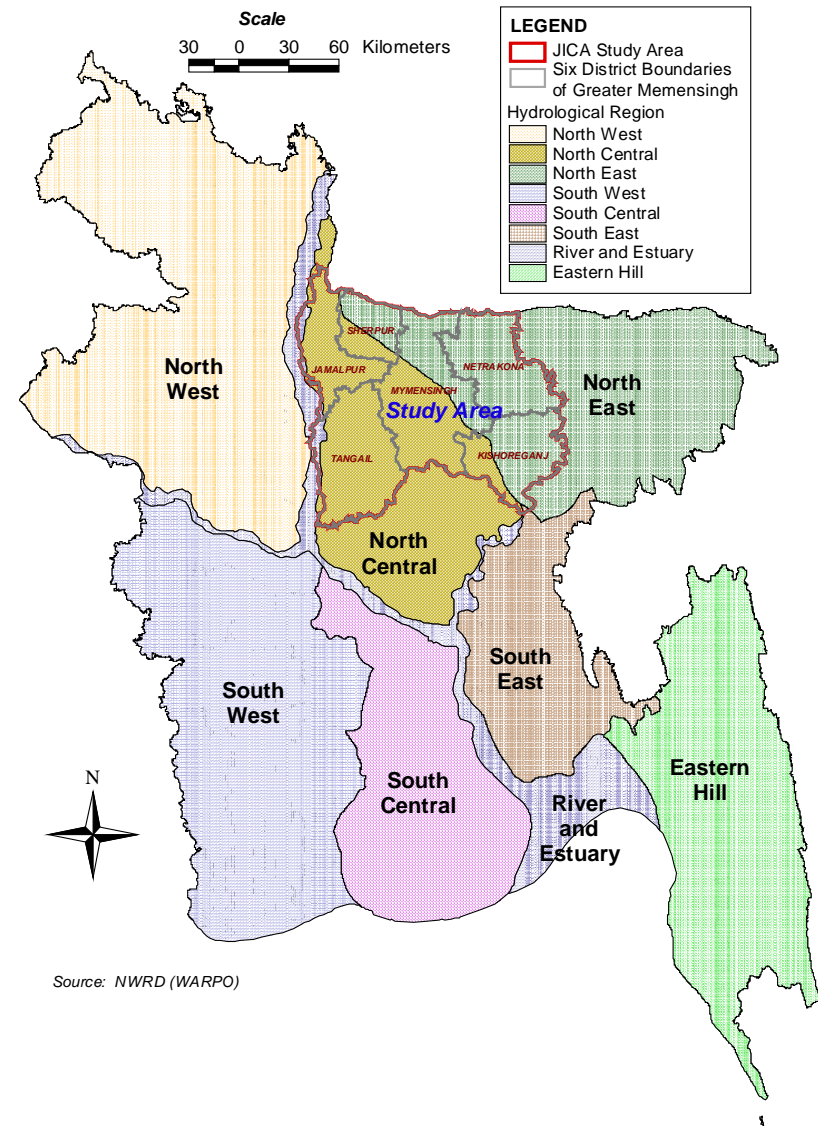 Scale
30 0 30 60 Kilometers
LEGEND
JICA Study Area
Six District Boundaries
of Greater Memensingh
Hydrological Region
North West
North Central
North East
South West
South Central
South East
River and Estuary
Eastern Hill
SHERPUR
JAMALPUR
NETRAKONA
MYMENSINGH
Study Area
TANGAIL
KISHOREGANJ
North
West
North
East
North
Central
South
East
South
West
South
Central
Eastern
Hill
River
and
Estuary
N
Source: NWRD (WARPO)